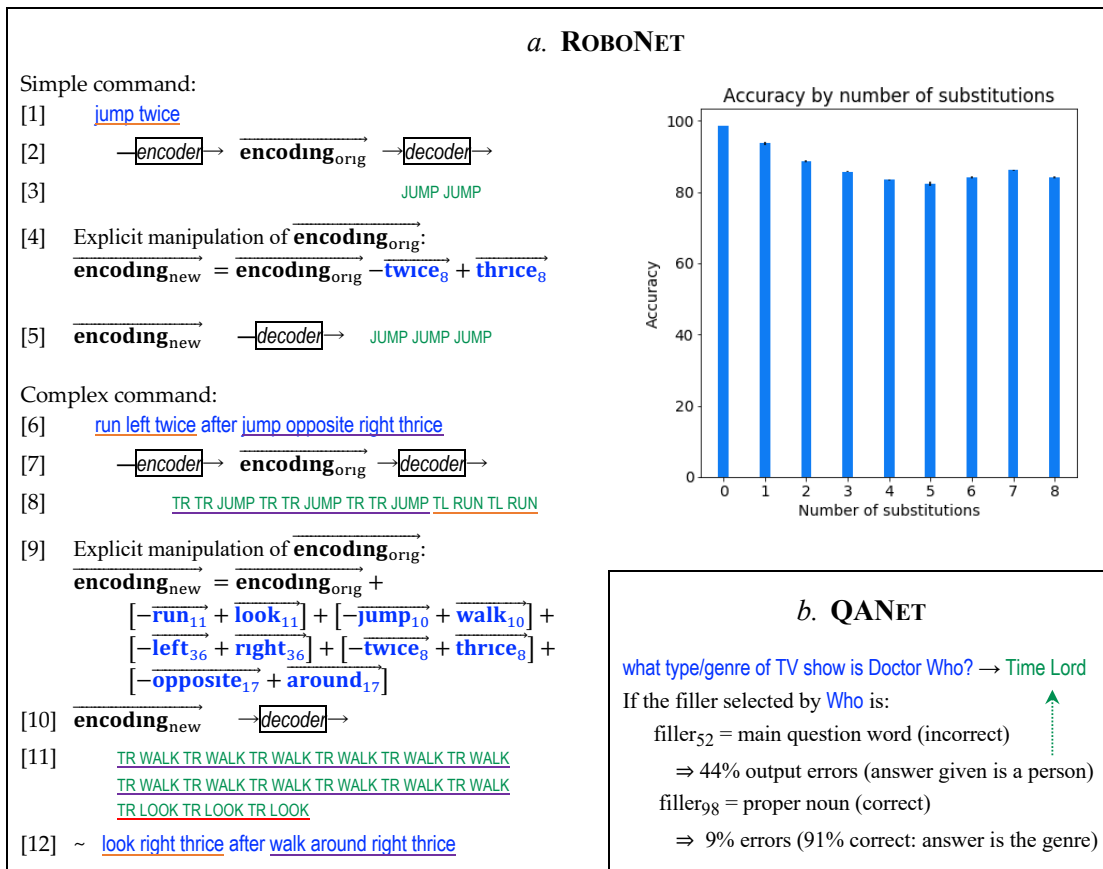 a. ROBONET
Simple command:
[1] jump twice
[2] —encoder→ encoding_orig →decoder→
[3] JUMP JUMP
[4] Explicit manipulation of encoding_orig:
encoding_new = encoding_orig − twice_8 + thrice_8
[5] encoding_new —decoder→ JUMP JUMP JUMP
Complex command:
[6] run left twice after jump opposite right thrice
[7] —encoder→ encoding_orig →decoder→
[8] TR TR JUMP TR TR JUMP TR TR JUMP TL RUN TL RUN
[9] Explicit manipulation of encoding_orig:
encoding_new = encoding_orig +
[−run_11 + look_11] + [−jump_10 + walk_10] +
[−left_36 + right_36] + [−twice_8 + thrice_8] +
[−opposite_17 + around_17]
[10] encoding_new →decoder→
[11] TR WALK TR WALK TR WALK TR WALK TR WALK TR WALK
TR WALK TR WALK TR WALK TR WALK TR WALK TR WALK
TR LOOK TR LOOK TR LOOK
[12] ~ look right thrice after walk around right thrice
Accuracy by number of substitutions
Accuracy
100
80
60
40
20
0
0 1 2 3 4 5 6 7 8
Number of substitutions
b. QANET
what type/genre of TV show is Doctor Who? → Time Lord
If the filler selected by Who is:
filler_52 = main question word (incorrect)
⇒ 44% output errors (answer given is a person)
filler_98 = proper noun (correct)
⇒ 9% errors (91% correct: answer is the genre)